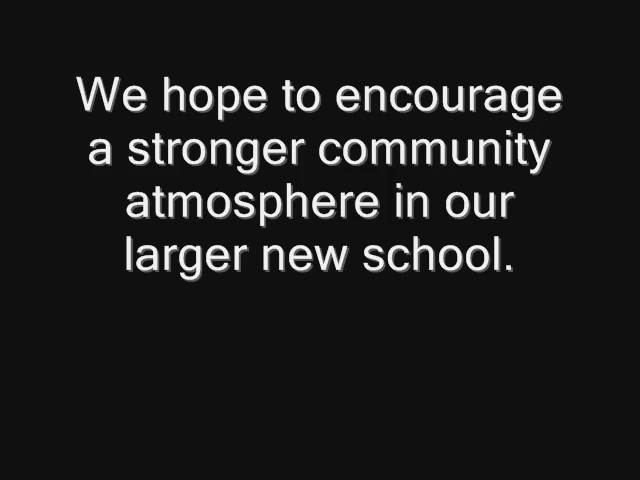 We hope to encourage
a stronger community
atmosphere in our
larger new school.